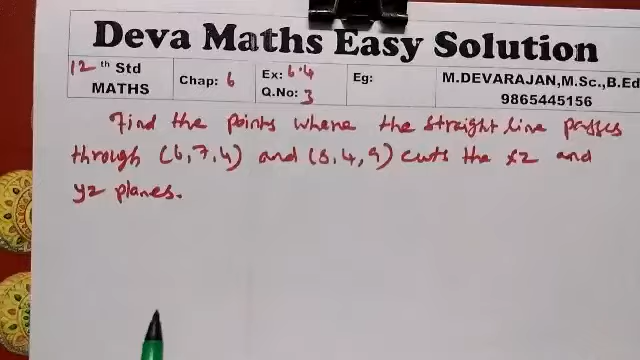 Deva Maths Easy Solution
12th Std MATHS
Chap: 6
Ex: 6.4
Q.No: 3
Eg:
M.DEVARAJAN,M.Sc.,B.Ed
9865445156
Find the points where the straight line passes
through (6,7,4) and (8,4,9) cuts the xz and
yz planes.